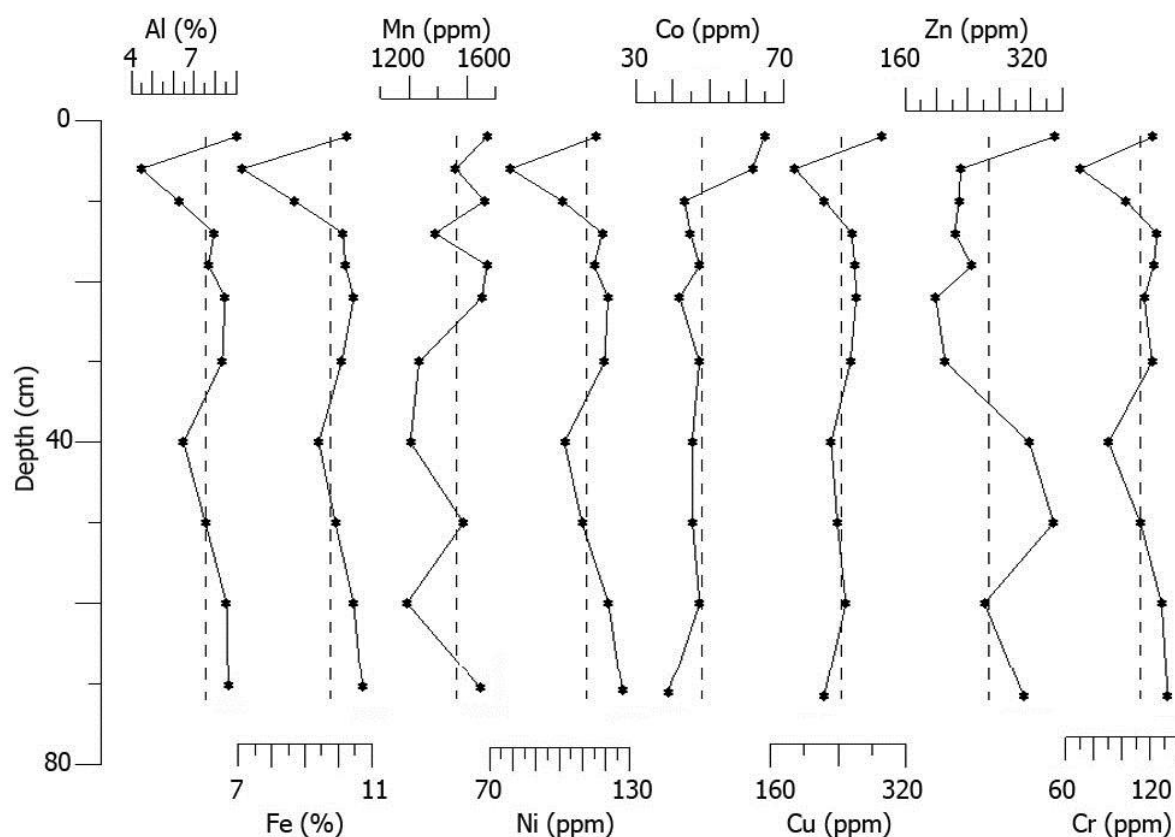 Al (%) Mn (ppm) Co (ppm) Zn (ppm)
4 7 1200 1600 30 70 160 320
0
40
Depth (cm)
80
7 11 70 130 160 320 60 120
Fe (%) Ni (ppm) Cu (ppm) Cr (ppm)